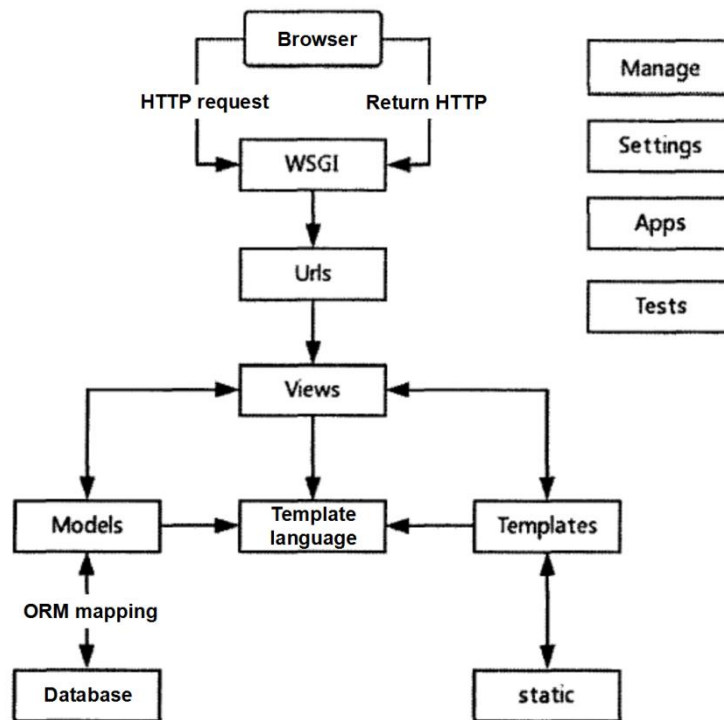 Browser
Manage
HTTP request
Return HTTP
Settings
WSGI
Apps
Urls
Tests
Views
Models
Template
language
Templates
ORM mapping
Database
static